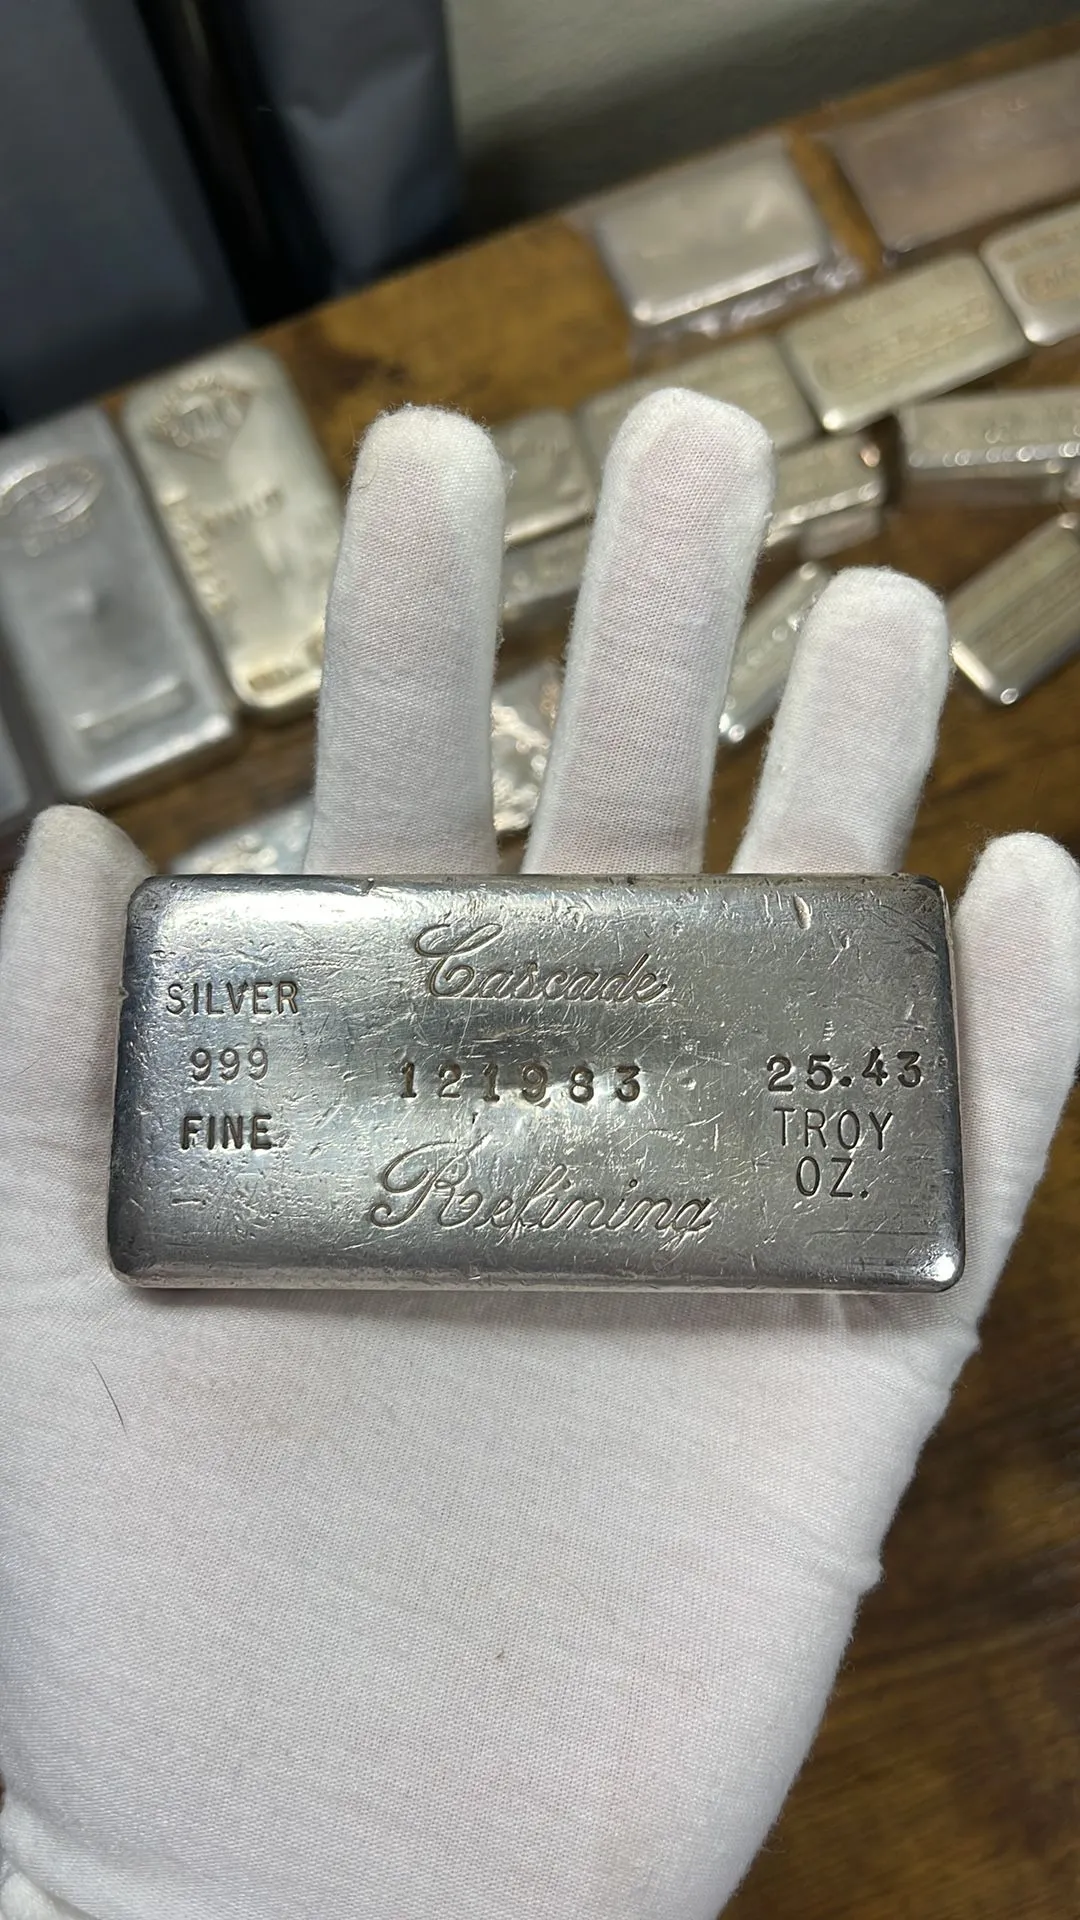 Cascade
SILVER
999
FINE
121983
25.43
TROY
OZ.
Refining